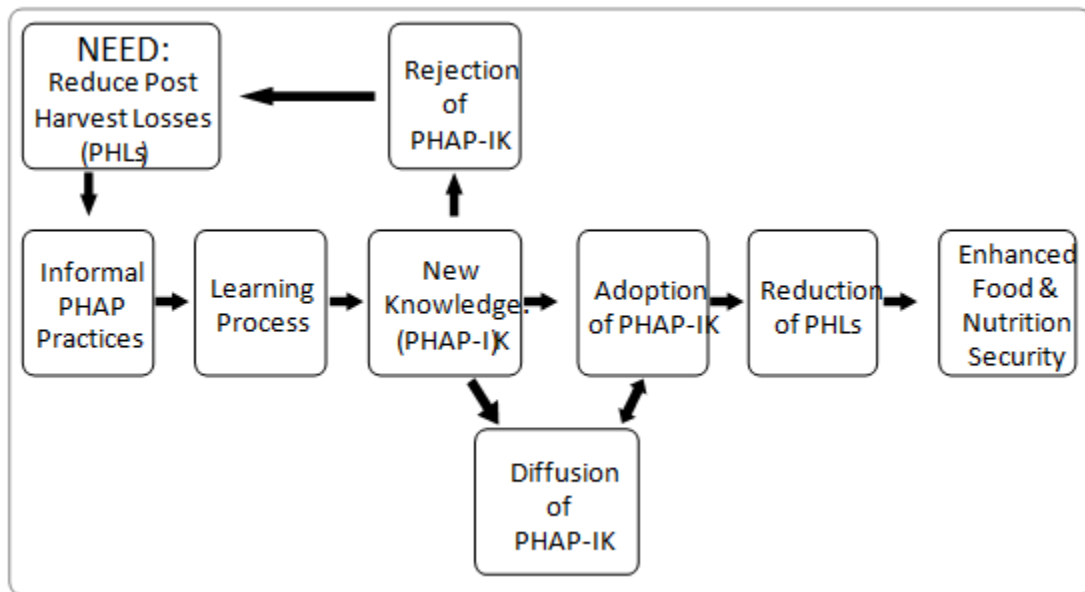 NEED:
Reduce Post
Harvest Losses
(PHLs)
Rejection
of
PHAP-IK
Informal
PHAP
Practices
Learning
Process
New
Knowledge.
(PHAP-I)K
Adoption
of PHAP-IK
Reduction
of PHLs
Enhanced
Food &
Nutrition
Security
Diffusion
of
PHAP-IK